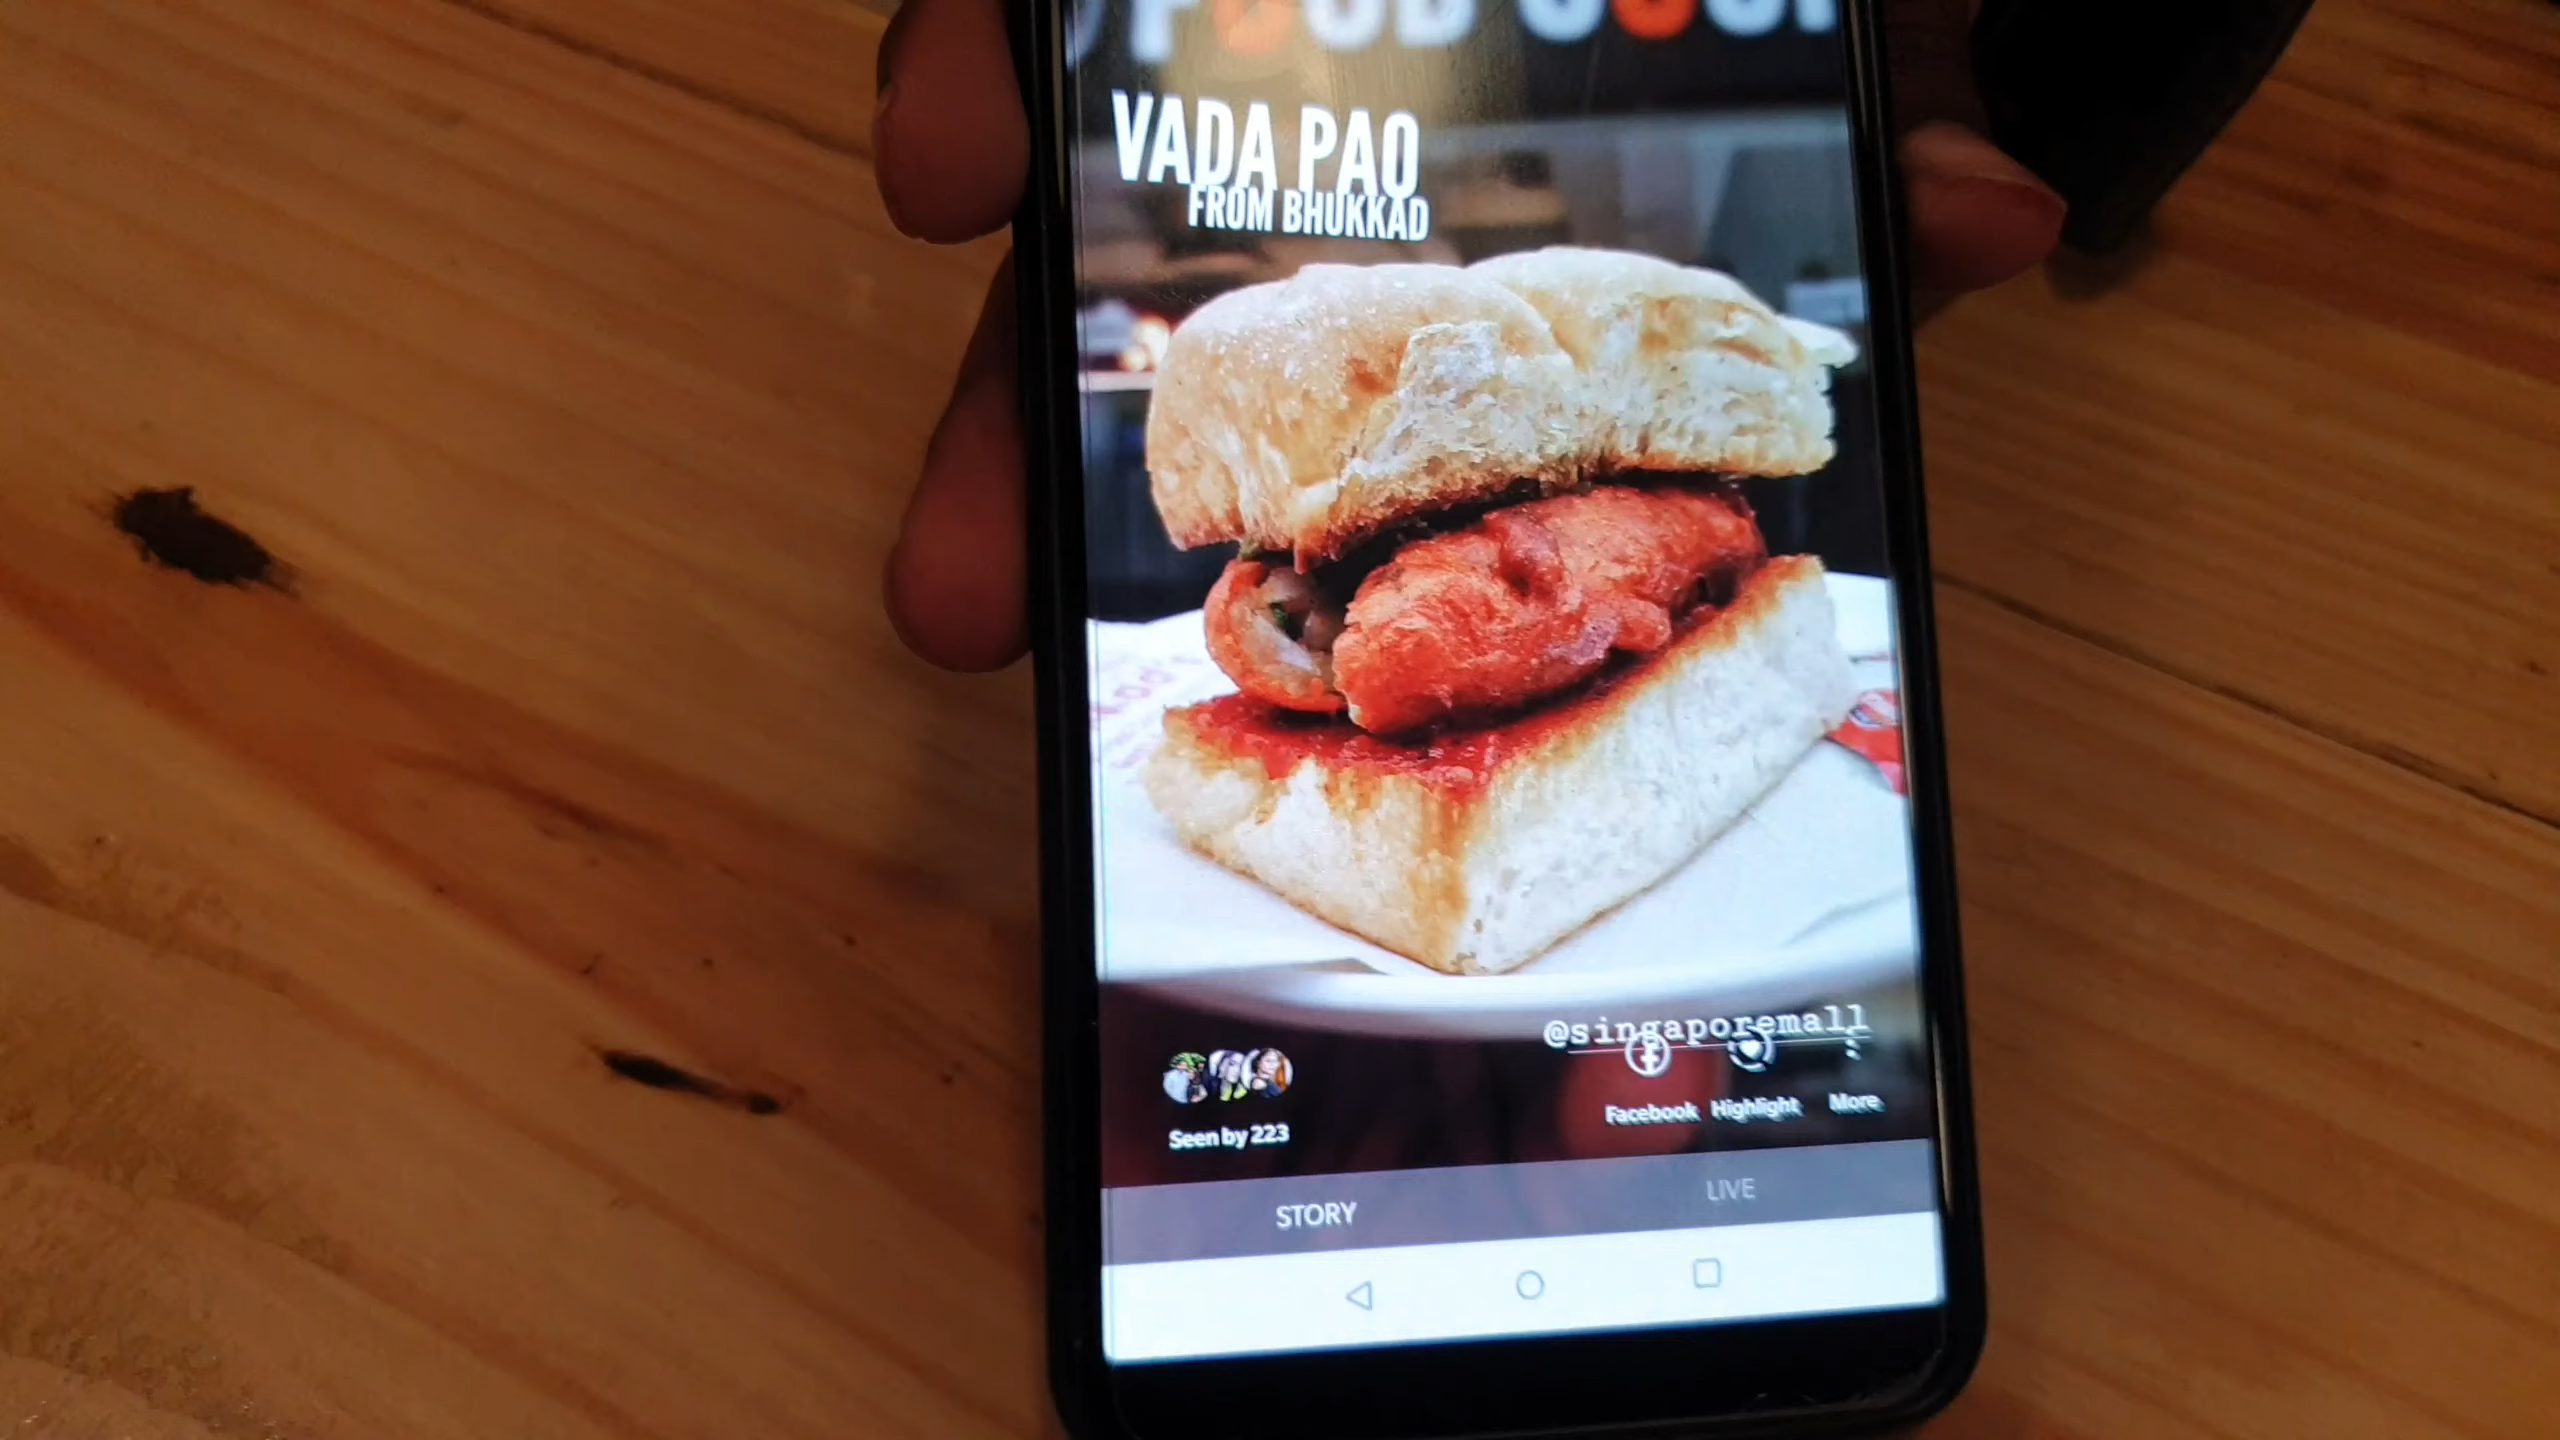 VADA PAO
FROM BHUKKAD
@singaporemall
Facebook Highlight More
Seen by 223
STORY
LIVE